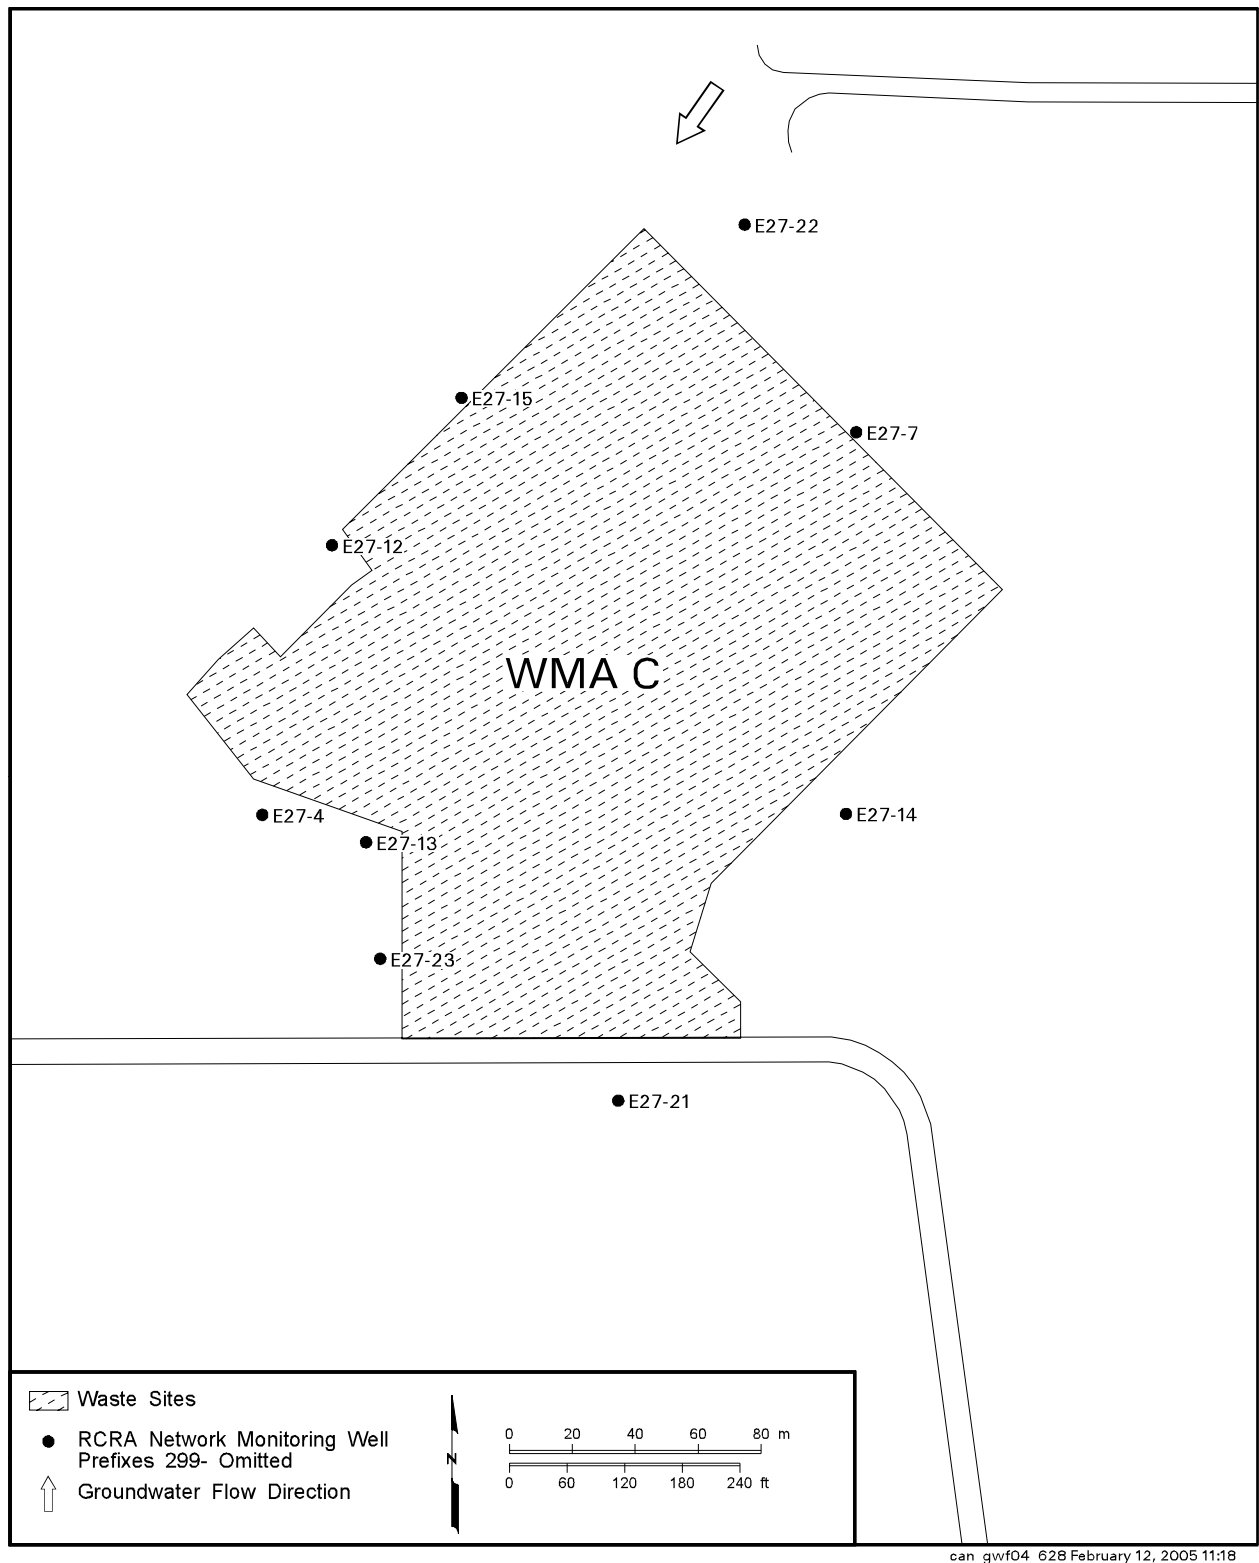 E27-22
E27-15
E27-7
E27-12
WMA C
E27-4
E27-14
E27-13
E27-23
E27-21
Waste Sites
RCRA Network Monitoring Well
Prefixes 299- Omitted
Groundwater Flow Direction
N
0 20 40 60 80 m
0 60 120 180 240 ft
can_gwf04_628 February 12, 2005 11:18